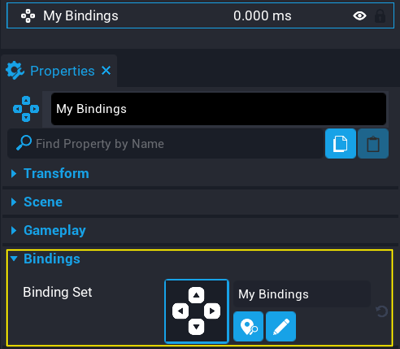 My Bindings 0.000 ms
Properties
My Bindings
Find Property by Name
Transform
Scene
Gameplay
Bindings
Binding Set My Bindings